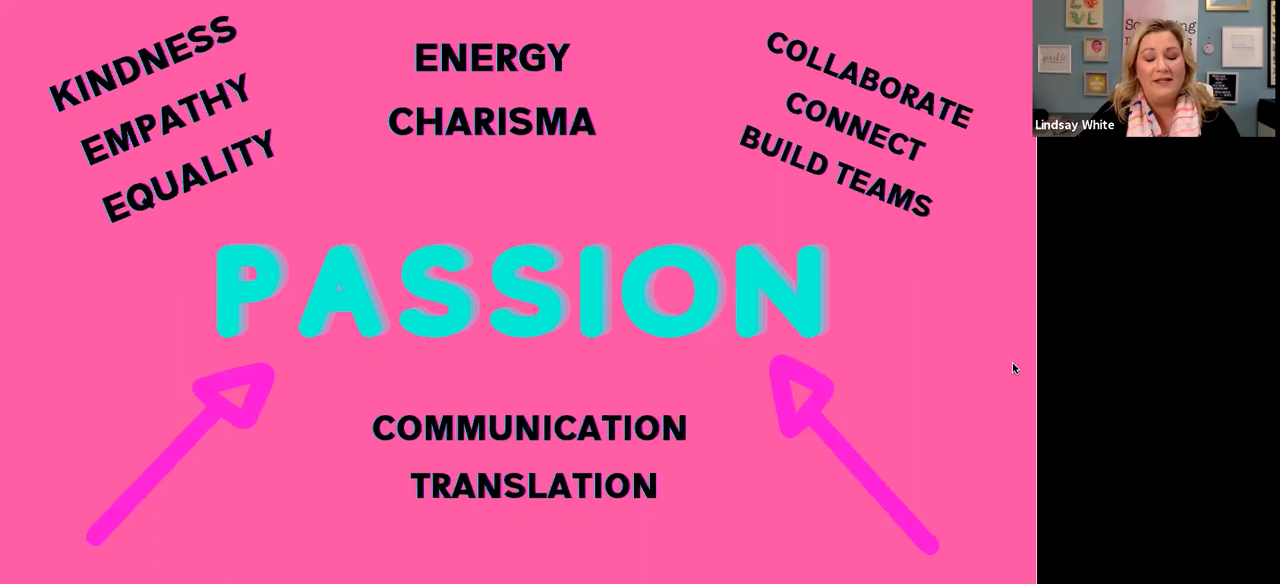 KINDNESS
EMPATHY
EQUALITY
ENERGY
CHARISMA
COLLABORATE
CONNECT
BUILD TEAMS
PASSION
COMMUNICATION
TRANSLATION
Lindsay White